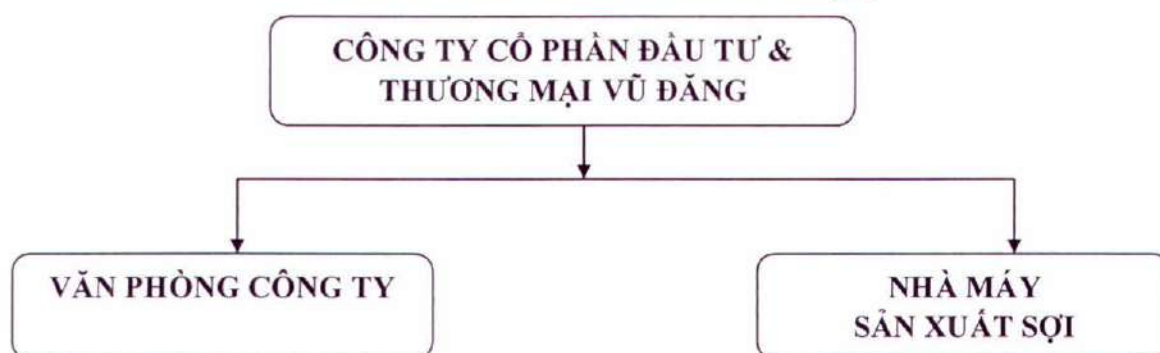 CÔNG TY CỔ PHẦN ĐẦU TƯ &
THƯƠNG MẠI VŨ ĐĂNG
VĂN PHÒNG CÔNG TY
NHÀ MÁY
SẢN XUẤT SỢI